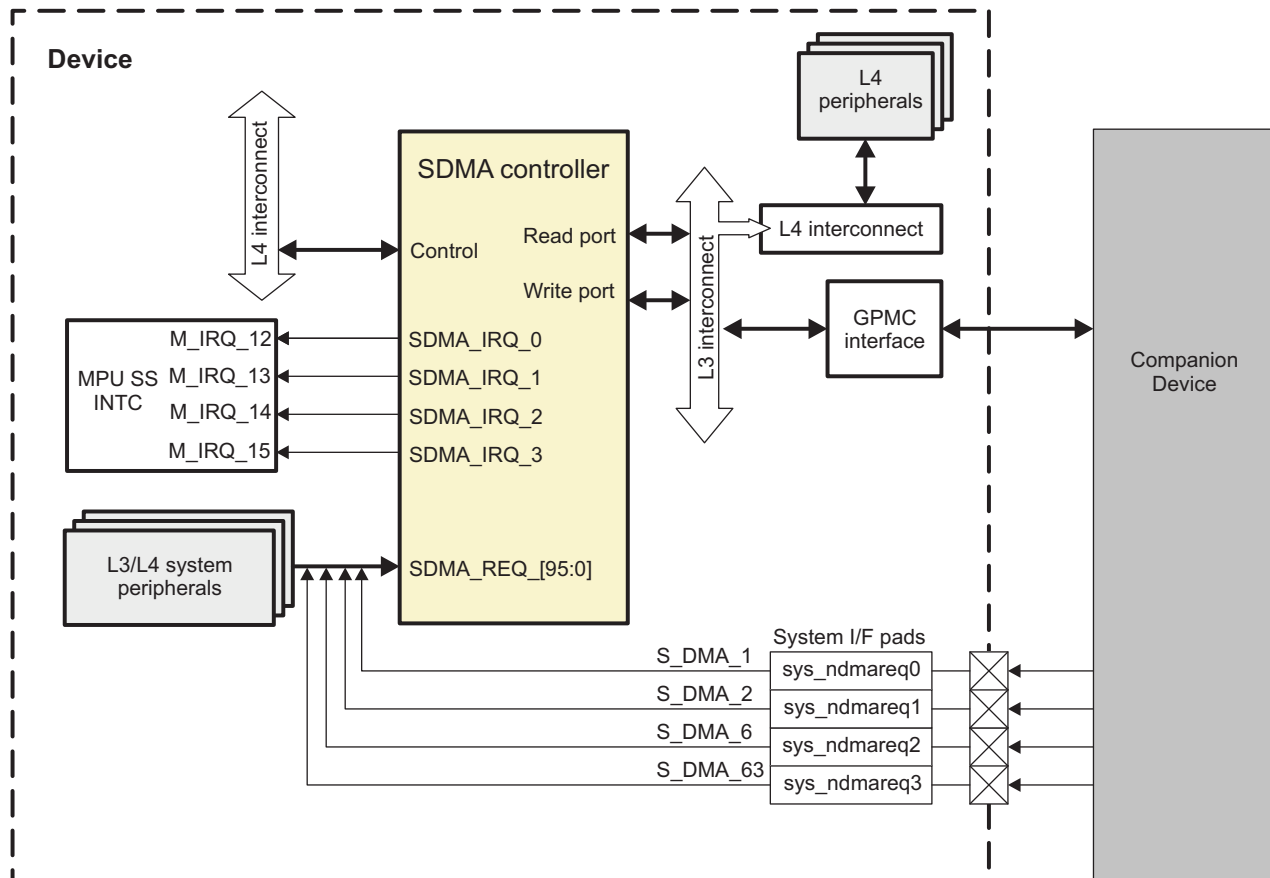 Device
L4
peripherals
SDMA controller
L4 interconnect
Control
Read port
Write port
L3 interconnect
L4 interconnect
GPMC
interface
Companion
Device
MPU SS
INTC
M_IRQ_12
M_IRQ_13
M_IRQ_14
M_IRQ_15
SDMA_IRQ_0
SDMA_IRQ_1
SDMA_IRQ_2
SDMA_IRQ_3
L3/L4 system
peripherals
SDMA_REQ_[95:0]
System I/F pads
S_DMA_1
sys_ndmareq0
S_DMA_2
sys_ndmareq1
S_DMA_6
sys_ndmareq2
S_DMA_63
sys_ndmareq3